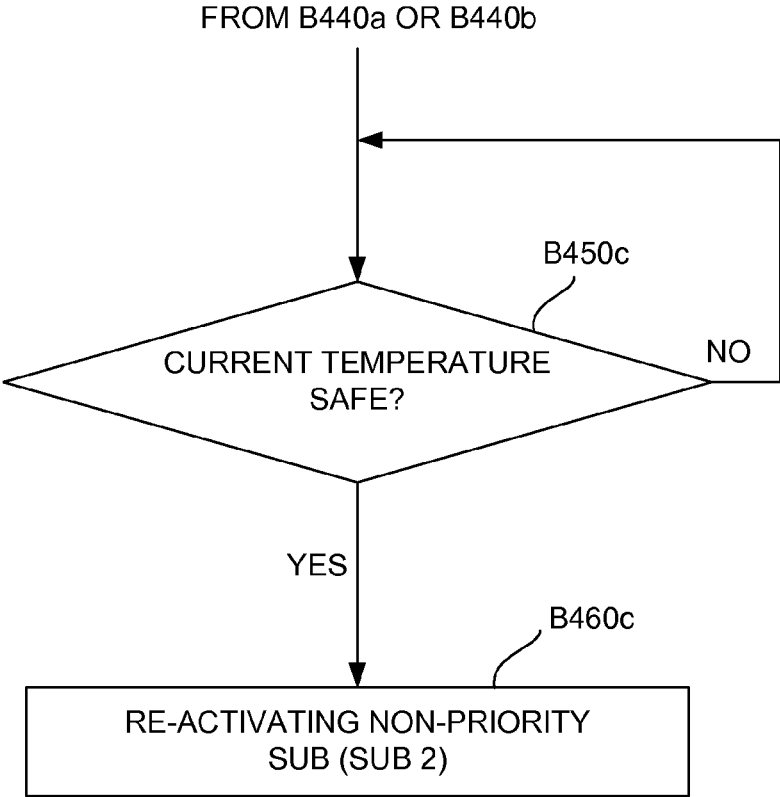 FROM B440a OR B440b
B450c
CURRENT TEMPERATURE
SAFE?
NO
YES
B460c
RE-ACTIVATING NON-PRIORITY
SUB (SUB 2)